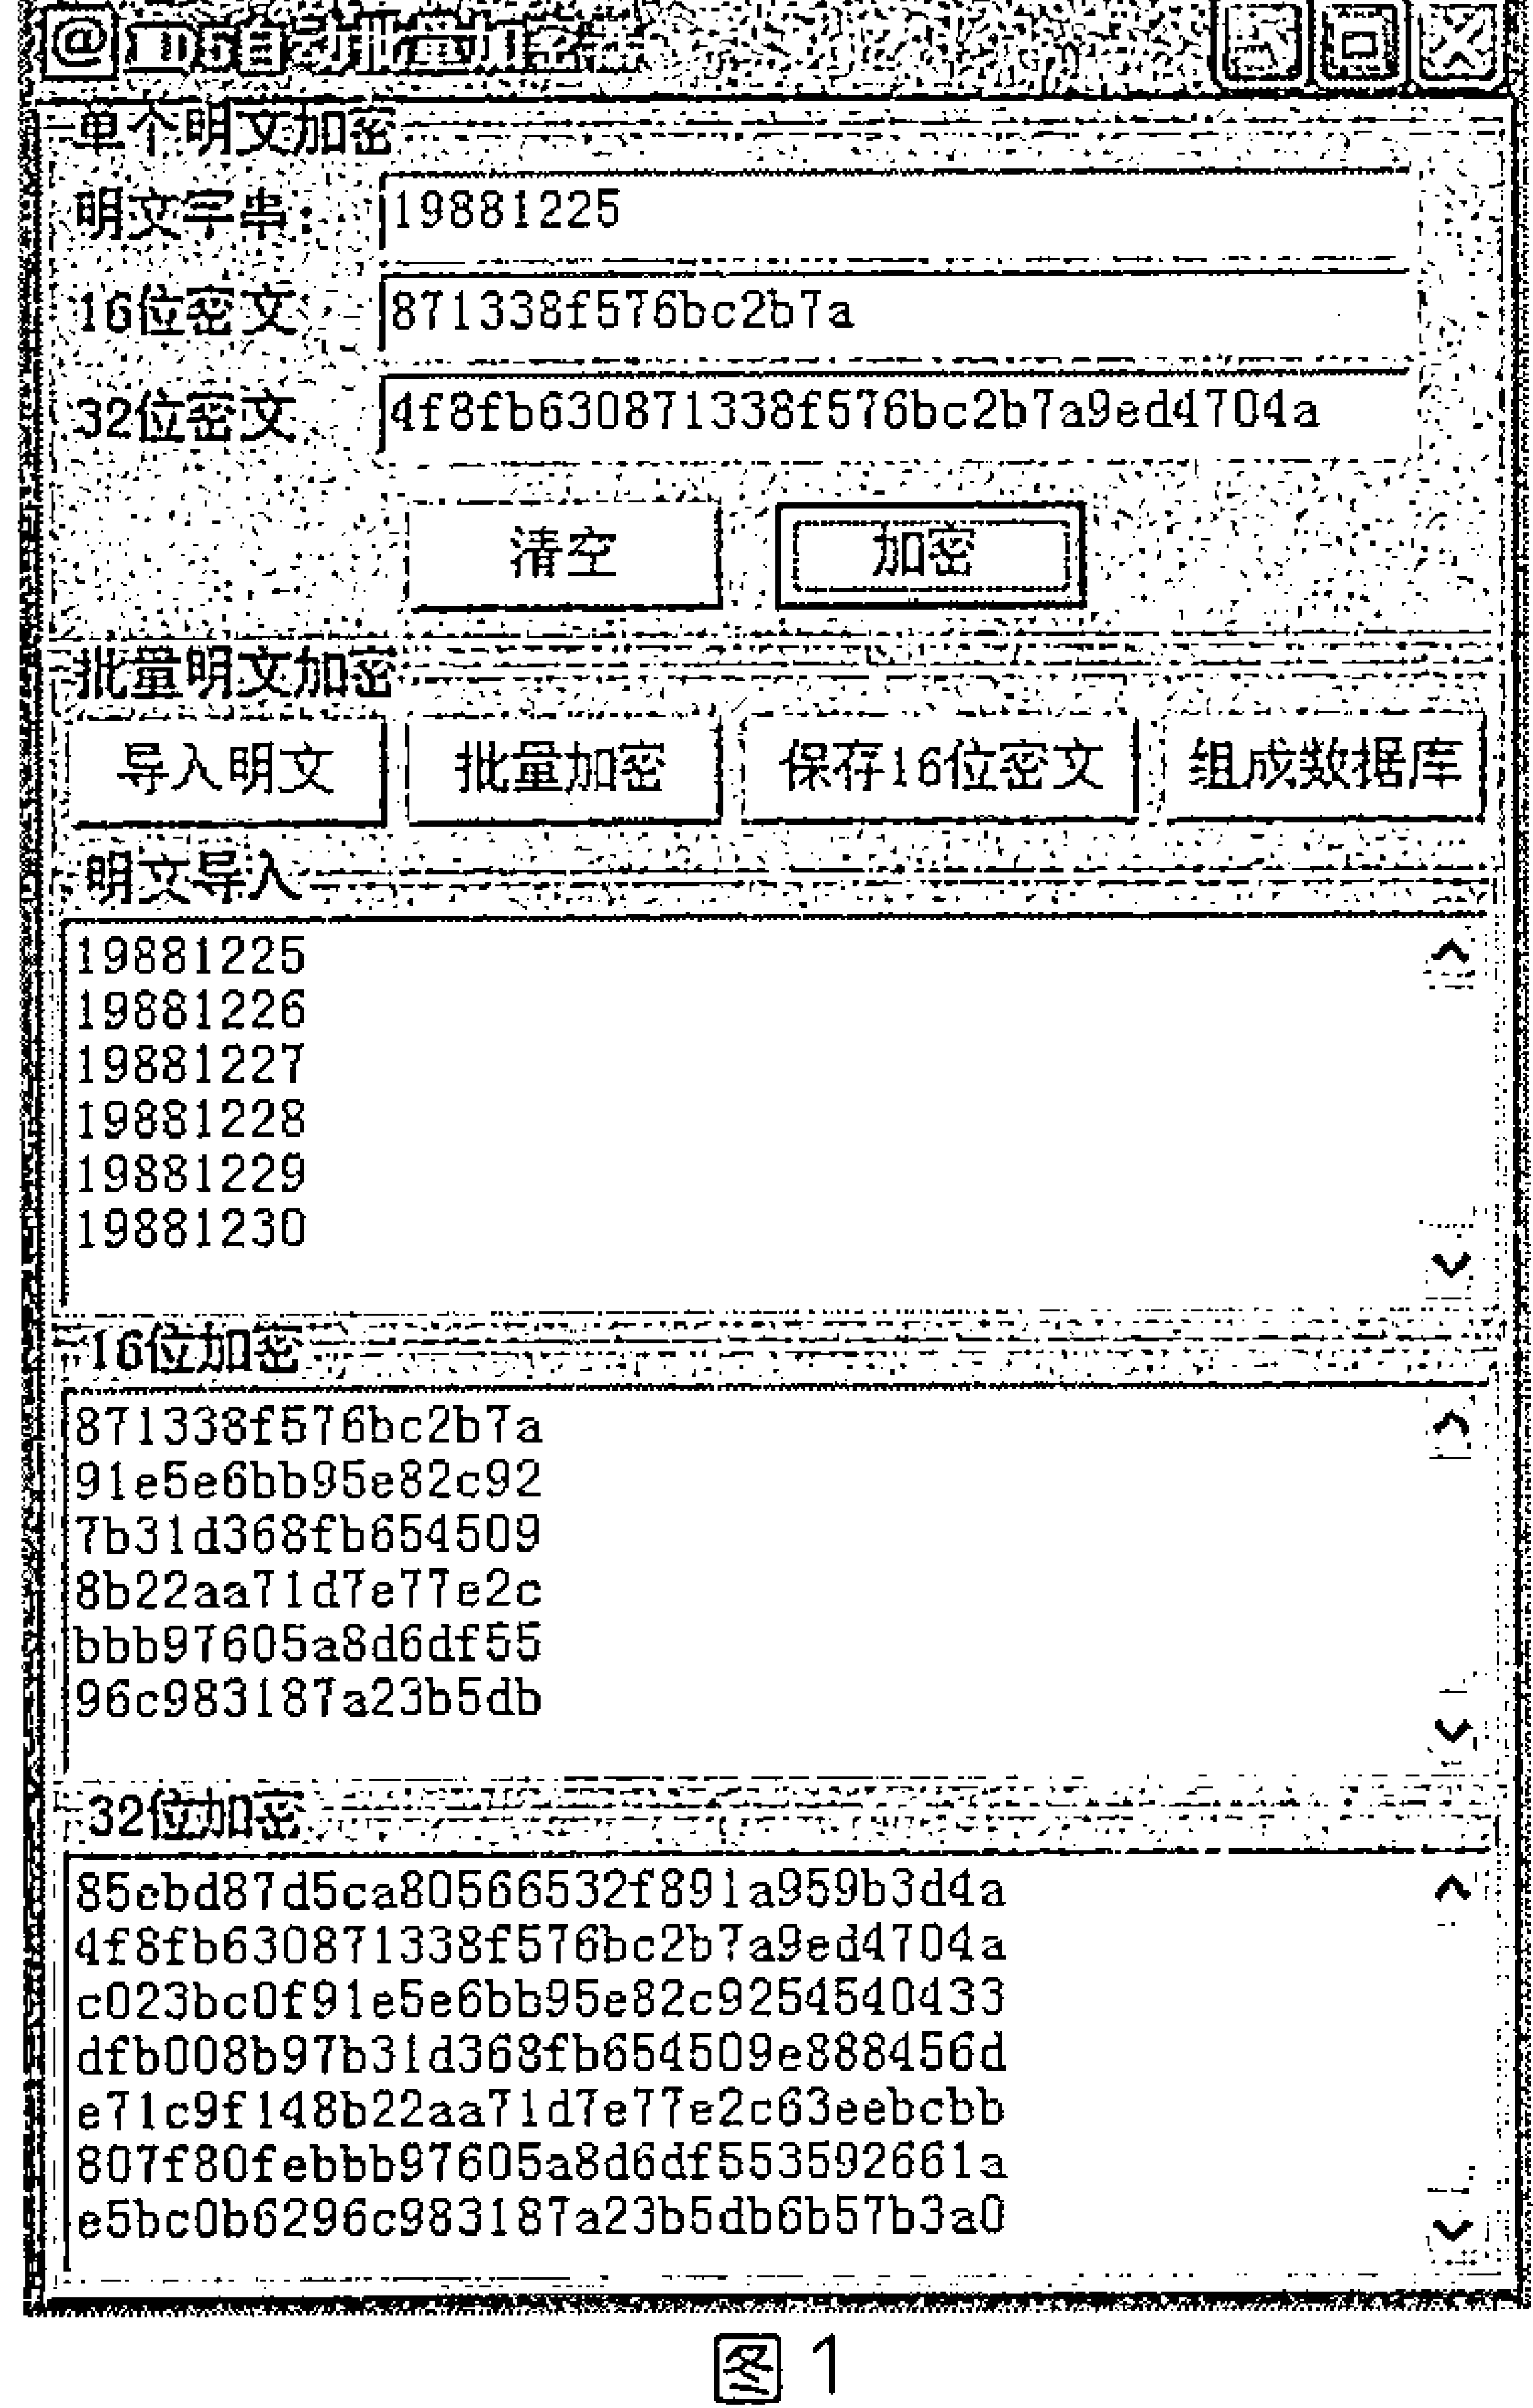 MD5自动批量加密器
单个明文加密
明文字串: 19881225
16位密文 871338f576bc2b7a
32位密文 4f8fb630871338f576bc2b7a9ed4704a
清空 加密
批量明文加密
导入明文 批量加密 保存16位密文 组成数据库
明文导入
19881225
19881226
19881227
19881228
19881229
19881230
16位加密
871338f576bc2b7a
91e5e6bb95e82c92
7b31d368fb654509
8b22aa71d7e77e2c
bbb97605a8d6df55
96c983187a23b5db
32位加密
85ebd87d5ca80566532f891a959b3d4a
4f8fb630871338f576bc2b7a9ed4704a
c023bc0f91e5e6bb95e82c9254540433
dfb008b97b31d368fb654509e888456d
e71c9f148b22aa71d7e77e2c63eebcbb
807f80febbb97605a8d6df553592661a
e5bc0b6296c983187a23b5db6b57b3a0
图 1